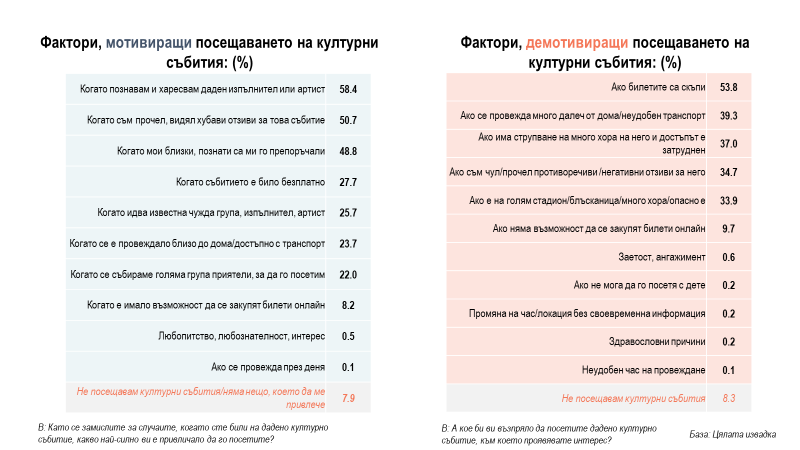 Фактори, мотивиращи посещаването на културни
събития: (%)
Когато познавам и харесвам даден изпълнител или артист 58.4
Когато съм прочел, видял хубави отзиви за това събитие 50.7
Когато мои близки, познати са ми го препоръчали 48.8
Когато събитието е било безплатно 27.7
Когато идва известна чужда група, изпълнител, артист 25.7
Когато се е провеждало близо до дома/достъпно с транспорт 23.7
Когато се събираме голяма група приятели, за да го посетим 22.0
Когато е имало възможност да се закупят билети онлайн 8.2
Любопитство, любознателност, интерес 0.5
Ако се провежда през деня 0.1
Не посещавам културни събития/няма нещо, което да ме
привлече 7.9
В: Като се замислите за случаите, когато сте били на дадено културно
събитие, какво най-силно ви е привличало да го посетите?
Фактори, демотивиращи посещаването на
културни събития: (%)
Ако билетите са скъпи 53.8
Ако се провежда много далеч от дома/неудобен транспорт 39.3
Ако има струпване на много хора на него и достъпът е
затруднен 37.0
Ако съм чул/прочел противоречиви /негативни отзиви за него 34.7
Ако е на голям стадион/блъсканица/много хора/опасно е 33.9
Ако няма възможност да се закупят билети онлайн 9.7
Заетост, ангажимент 0.6
Ако не мога да го посетя с дете 0.2
Промяна на час/локация без своевременна информация 0.2
Здравословни причини 0.2
Неудобен час на провеждане 0.1
Не посещавам културни събития 8.3
В: А кое би ви възпряло да посетите дадено културно
събитие, към което проявявате интерес?
База: Цялата извадка